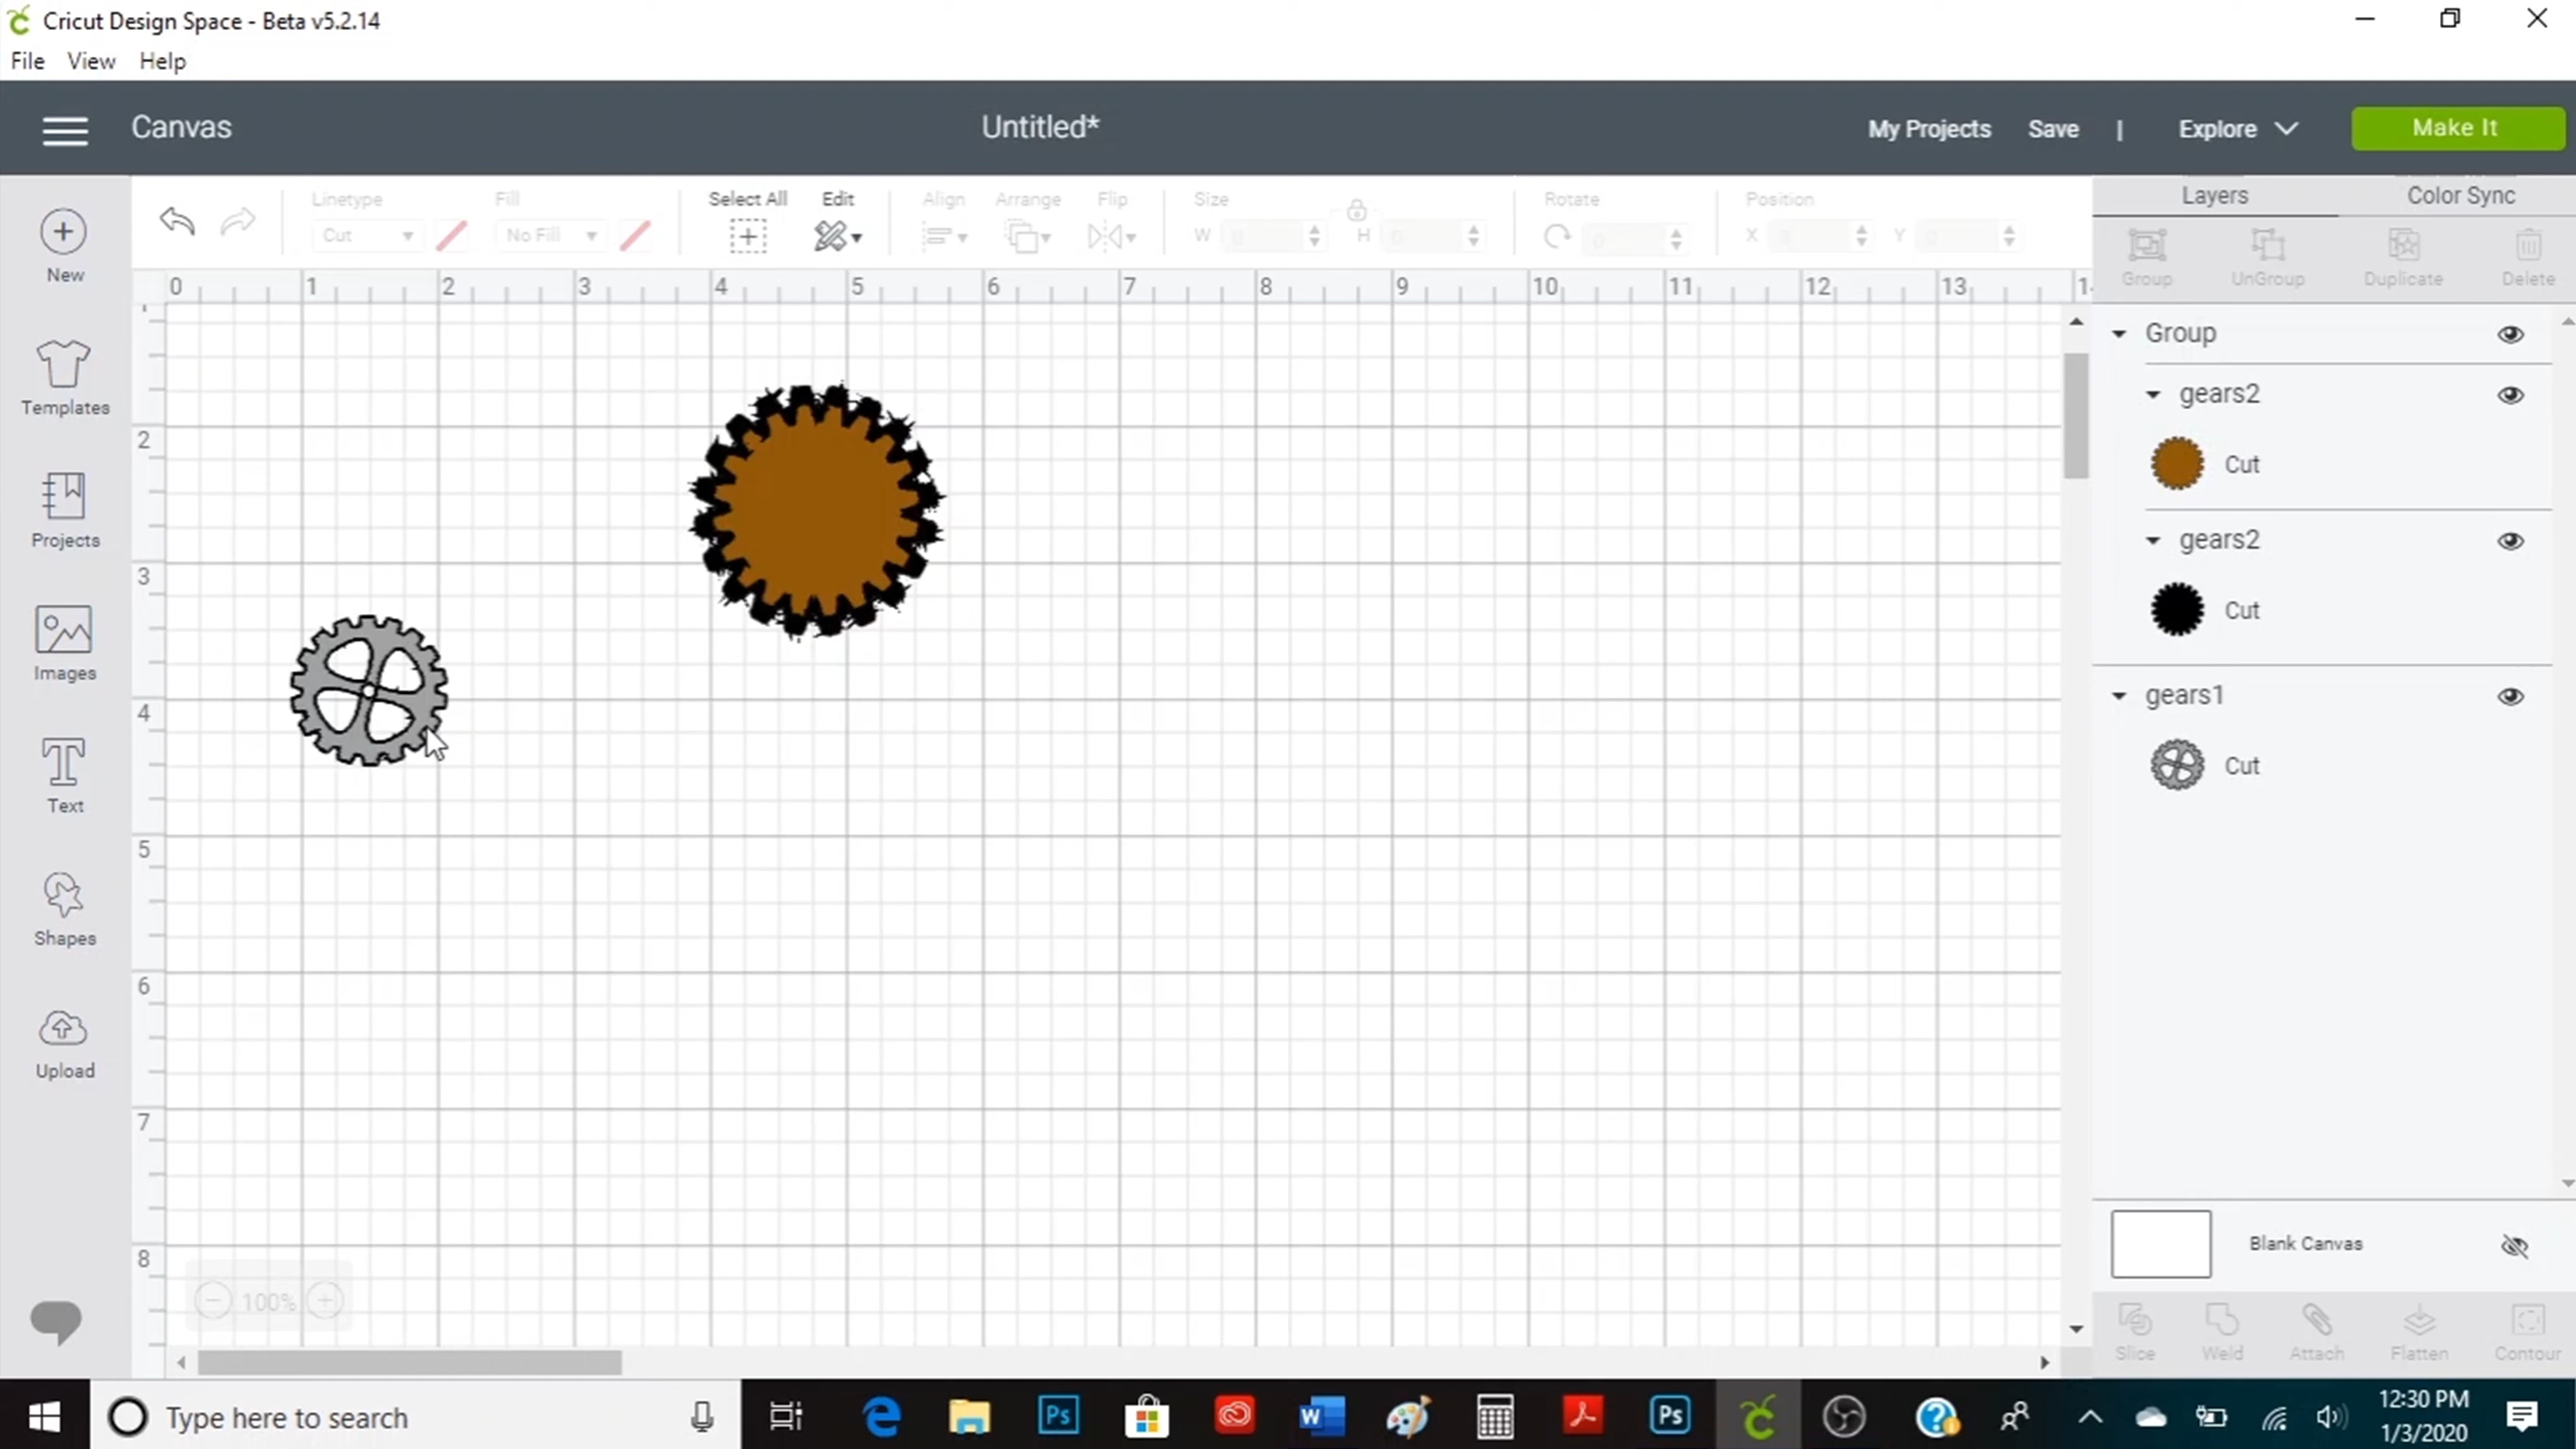 Cricut Design Space - Beta v5.2.14
File View Help
Canvas Untitled* My Projects Save | Explore Make It
New
Templates
Projects
Images
Text
Shapes
Upload
Linetype Fill Select All Edit Align Arrange Flip Size Rotate Position
Cut No Fill W H X Y
0 1 2 3 4 5 6 7 8 9 10 11 12 13
2
3
4
5
6
7
8
100%
Layers Color Sync
Group UnGroup Duplicate Delete
Group
gears2
Cut
gears2
Cut
gears1
Cut
Blank Canvas
Slice Weld Attach Flatten Contour
Type here to search
Ps W Ps
12:30 PM
1/3/2020